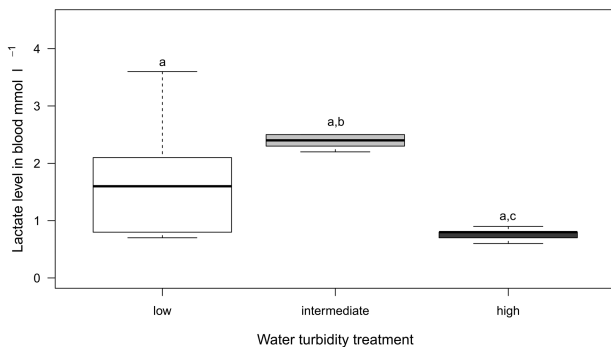 Lactate level in blood mmol l⁻¹
4
3
2
1
0
a
a,b
a,c
low intermediate high
Water turbidity treatment